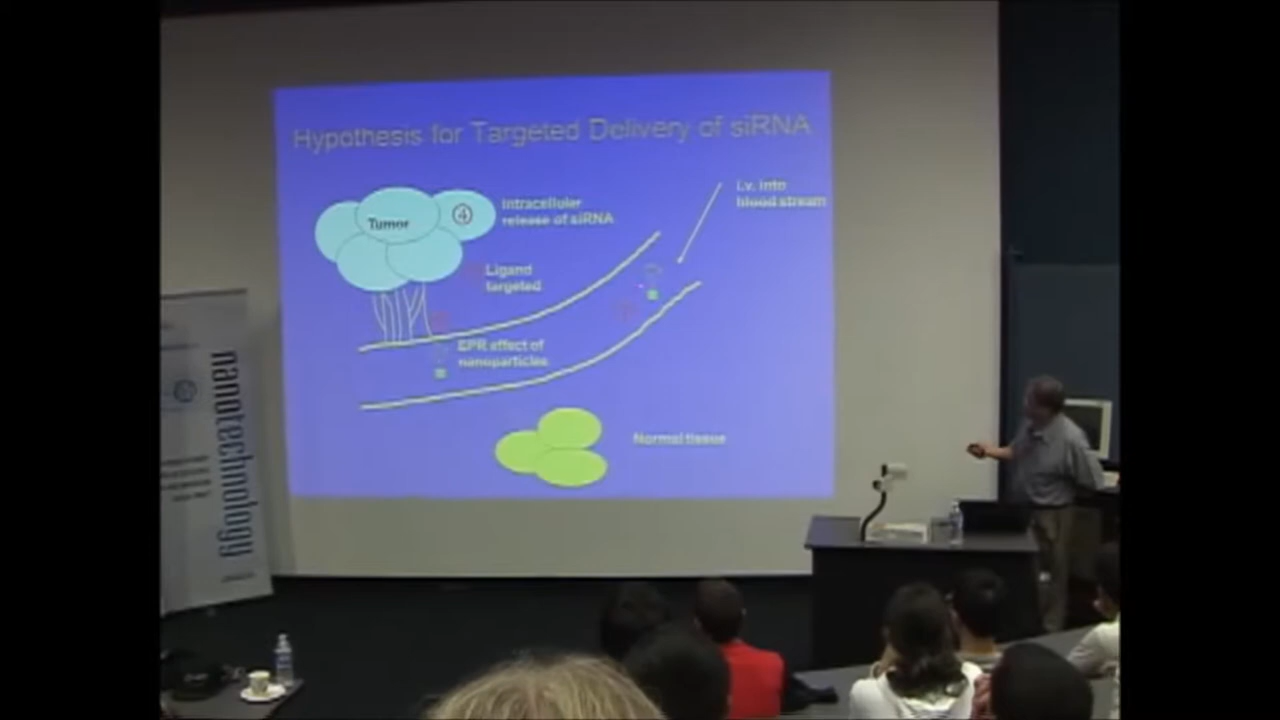 Hypothesis for Targeted Delivery of siRNA
i.v. into
blood stream
Tumor
4
Intracellular
release of siRNA
Ligand
targeted
EPR effect of
nanoparticles
Normal tissue
nanotechnology